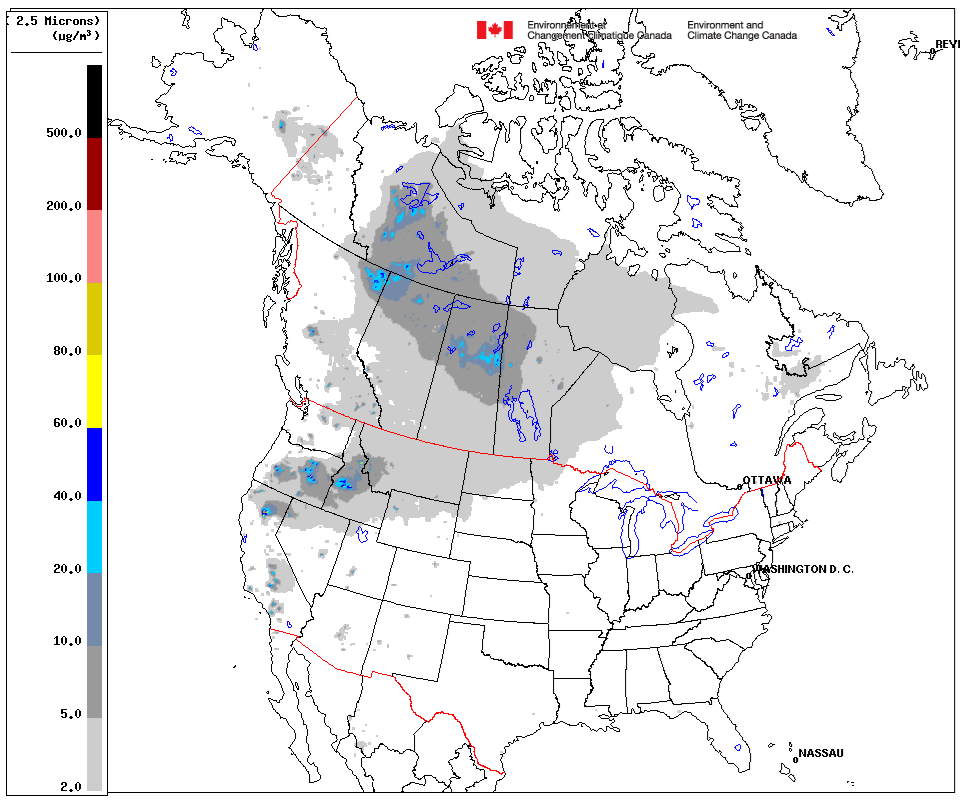 ( 2.5 Microns)
(µg/m³)
500.0
200.0
100.0
80.0
60.0
40.0
20.0
10.0
5.0
2.0
Environnement et
Changement Climatique Canada
Environment and
Climate Change Canada
OTTAWA
WASHINGTON D. C.
NASSAU